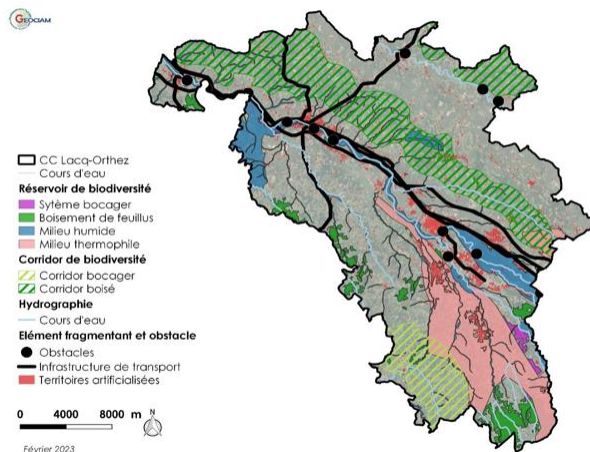 GEOCIAM
CC Lacq-Orthez
Cours d'eau
Réservoir de biodiversité
Sytème bocager
Boisement de feuillus
Milieu humide
Milieu thermophile
Corridor de biodiversité
Corridor bocager
Corridor boisé
Hydrographie
Cours d'eau
Elément fragmentant et obstacle
Obstacles
Infrastructure de transport
Territoires artificialisées
0 4000 8000 m
N
Février 2023